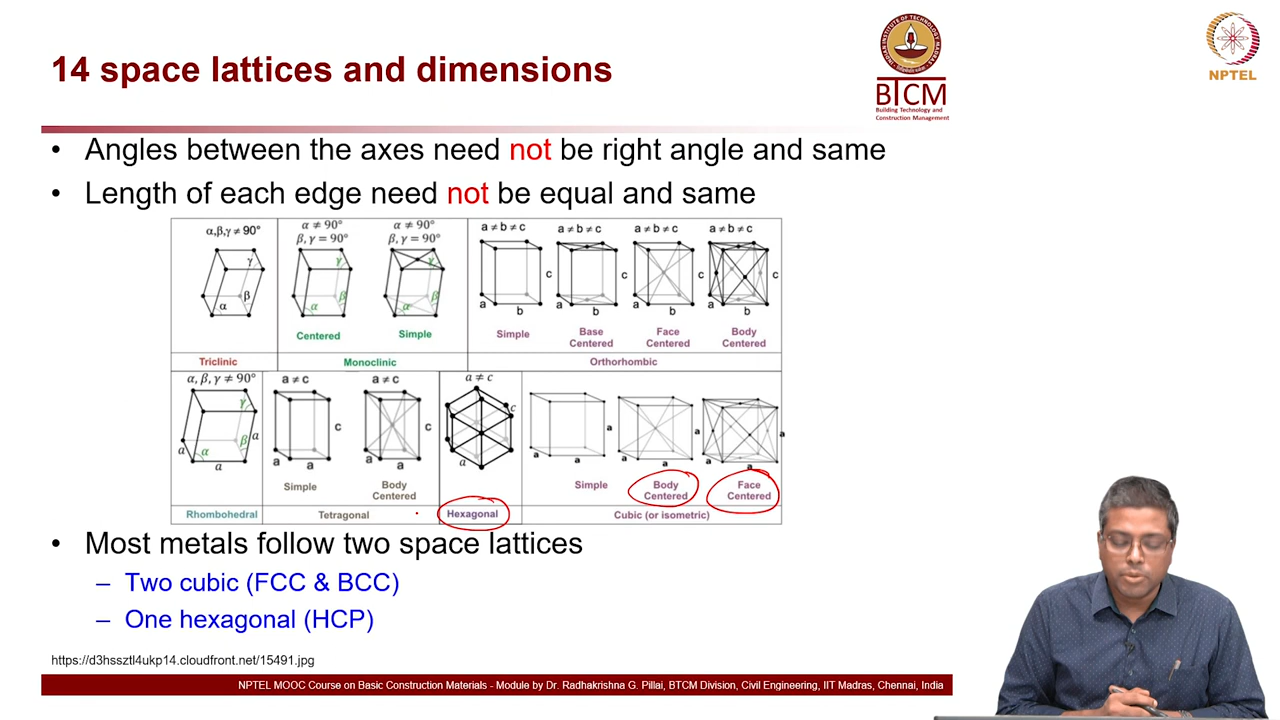 14 space lattices and dimensions
INDIAN INSTITUTE OF TECHNOLOGY MADRAS
BTCM
Building Technology and
Construction Management
NPTEL
• Angles between the axes need not be right angle and same
• Length of each edge need not be equal and same
α,β,γ ≠ 90°
γ
β
α
α ≠ 90°
β, γ = 90°
γ
β
α
Centered
α ≠ 90°
β, γ = 90°
γ
β
α
Simple
a ≠ b ≠ c
c
a
b
Simple
a ≠ b ≠ c
c
a
b
Base
Centered
a ≠ b ≠ c
c
a
b
Face
Centered
a ≠ b ≠ c
c
a
b
Body
Centered
Triclinic
Monoclinic
Orthorhombic
α, β, γ ≠ 90°
γ
β
a
a
α
a
a ≠ c
c
a
a
Simple
a ≠ c
c
a
a
Body
Centered
a ≠ c
c
a
a
a
a
Simple
a
a
a
Body
Centered
a
a
a
Face
Centered
Rhombohedral
Tetragonal
Hexagonal
Cubic (or isometric)
• Most metals follow two space lattices
– Two cubic (FCC & BCC)
– One hexagonal (HCP)
https://d3hssztl4ukp14.cloudfront.net/15491.jpg
NPTEL MOOC Course on Basic Construction Materials - Module by Dr. Radhakrishna G. Pillai, BTCM Division, Civil Engineering, IIT Madras, Chennai, India